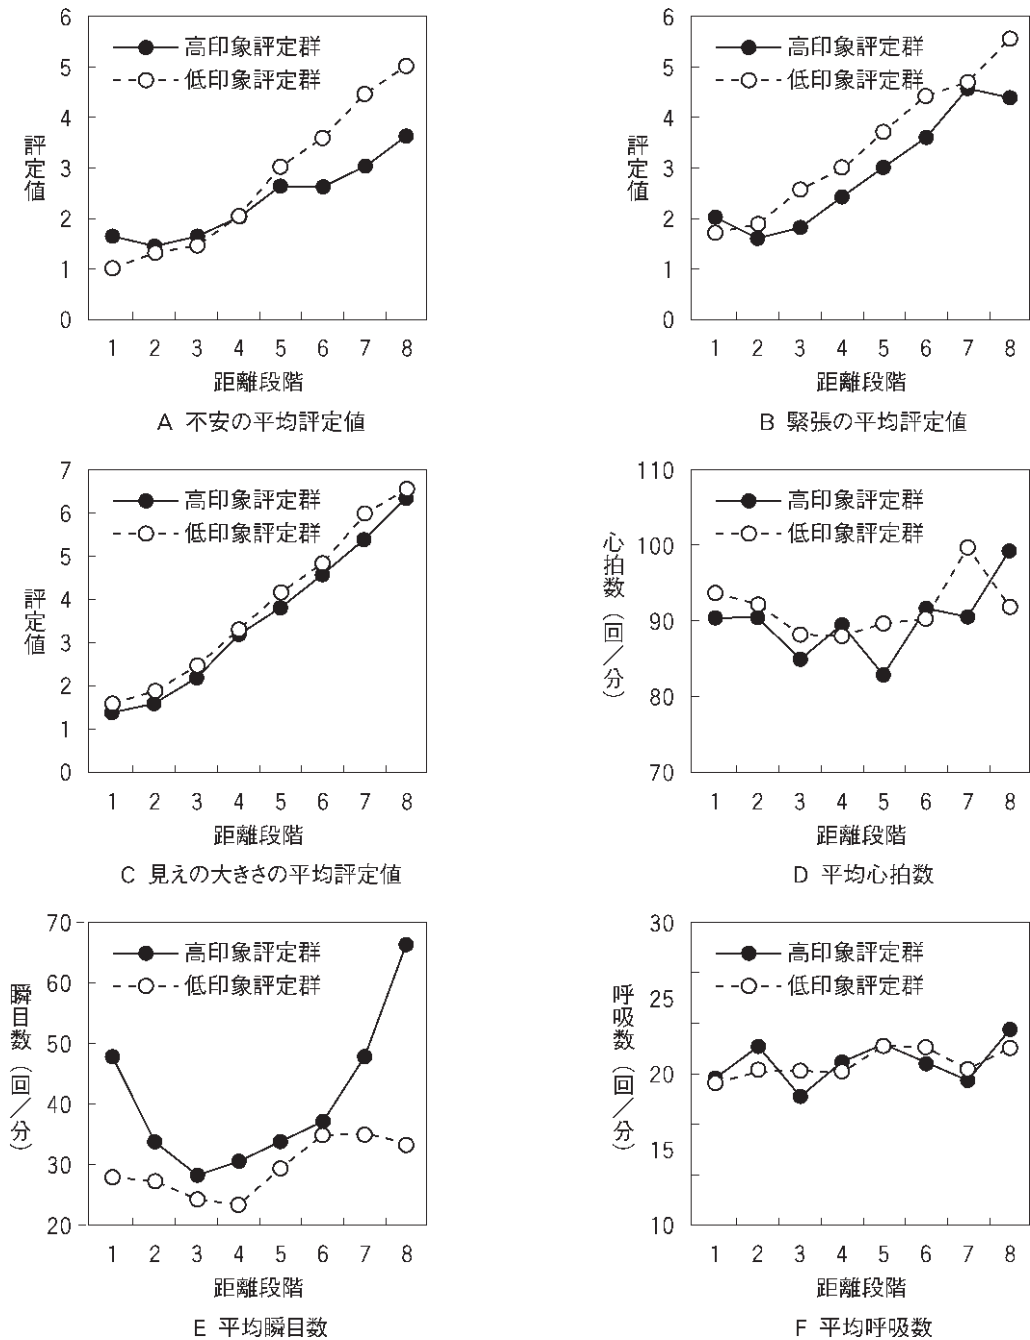 6
5
4
3
2
1
0
評定値
高印象評定群
低印象評定群
1 2 3 4 5 6 7 8
距離段階
A 不安の平均評定値
6
5
4
3
2
1
0
評定値
高印象評定群
低印象評定群
1 2 3 4 5 6 7 8
距離段階
B 緊張の平均評定値
7
6
5
4
3
2
1
0
評定値
高印象評定群
低印象評定群
1 2 3 4 5 6 7 8
距離段階
C 見えの大きさの平均評定値
110
100
90
80
70
心拍数(回/分)
高印象評定群
低印象評定群
1 2 3 4 5 6 7 8
距離段階
D 平均心拍数
70
60
50
40
30
20
瞬目数(回/分)
高印象評定群
低印象評定群
1 2 3 4 5 6 7 8
距離段階
E 平均瞬目数
30
25
20
15
10
呼吸数(回/分)
高印象評定群
低印象評定群
1 2 3 4 5 6 7 8
距離段階
F 平均呼吸数